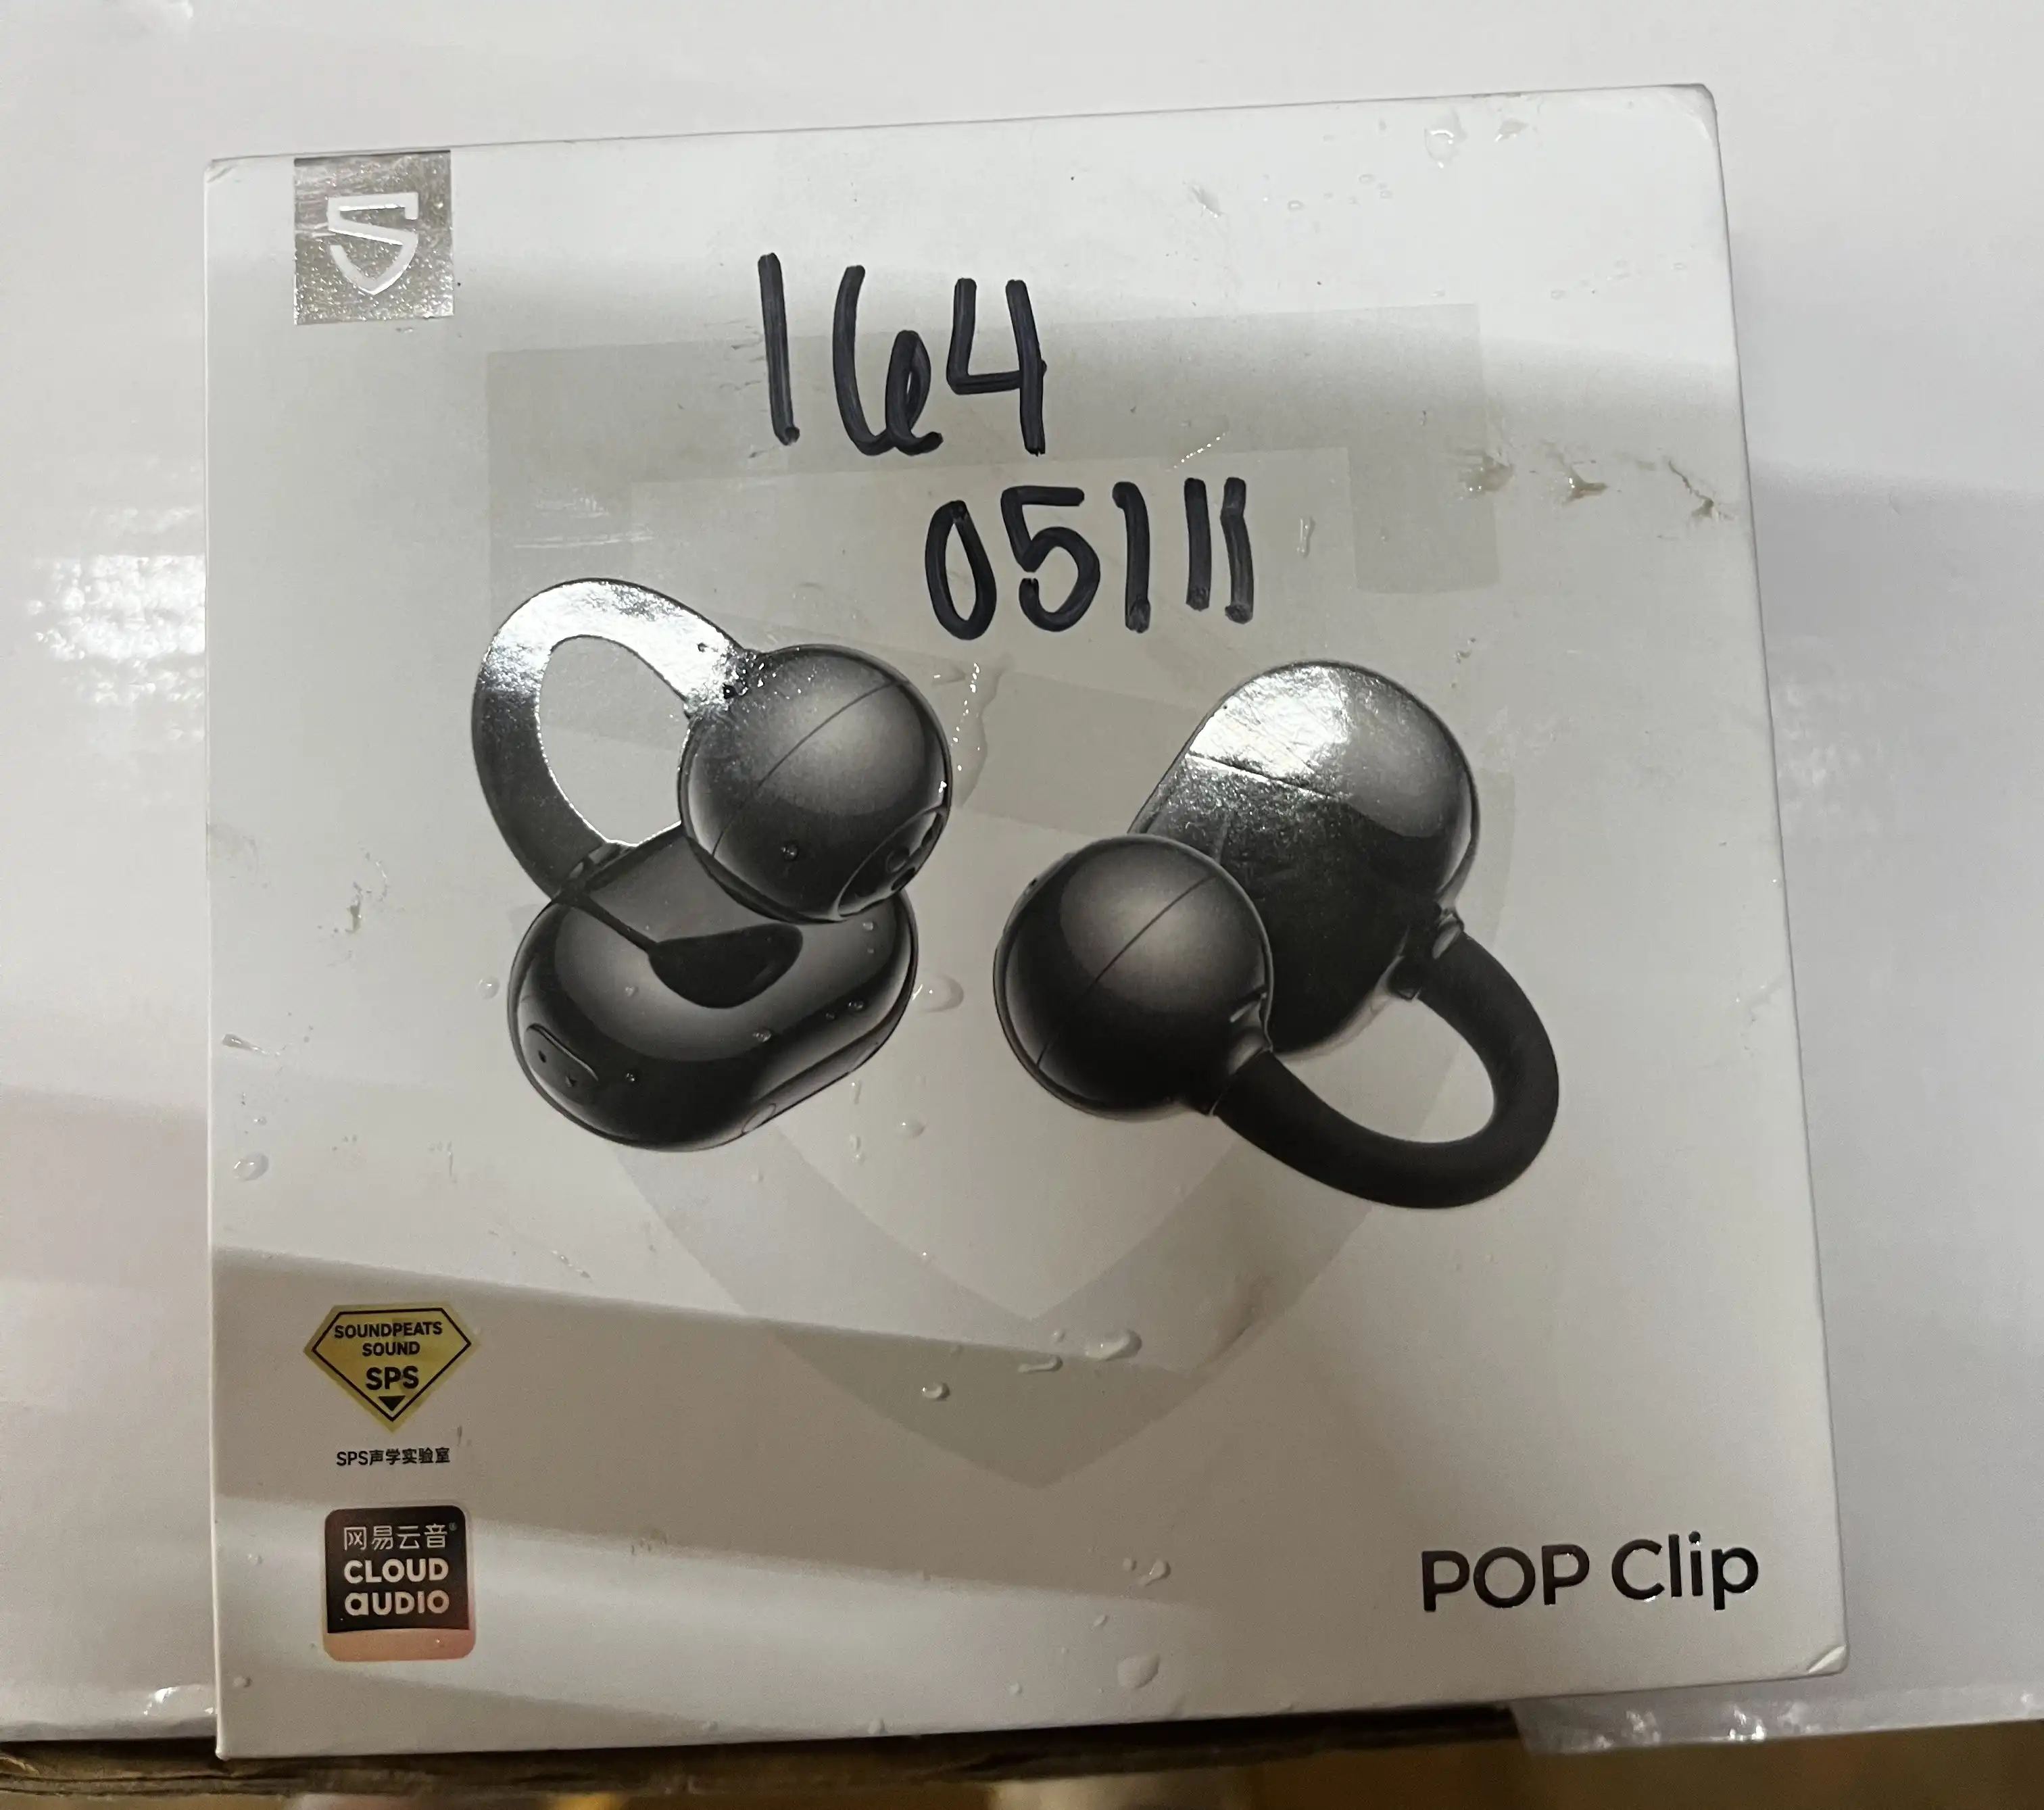 164
05111
SOUNDPEATS
SOUND
SPS
SPS声学实验室
网易云音®
CLOUD
aUDIO
POP Clip